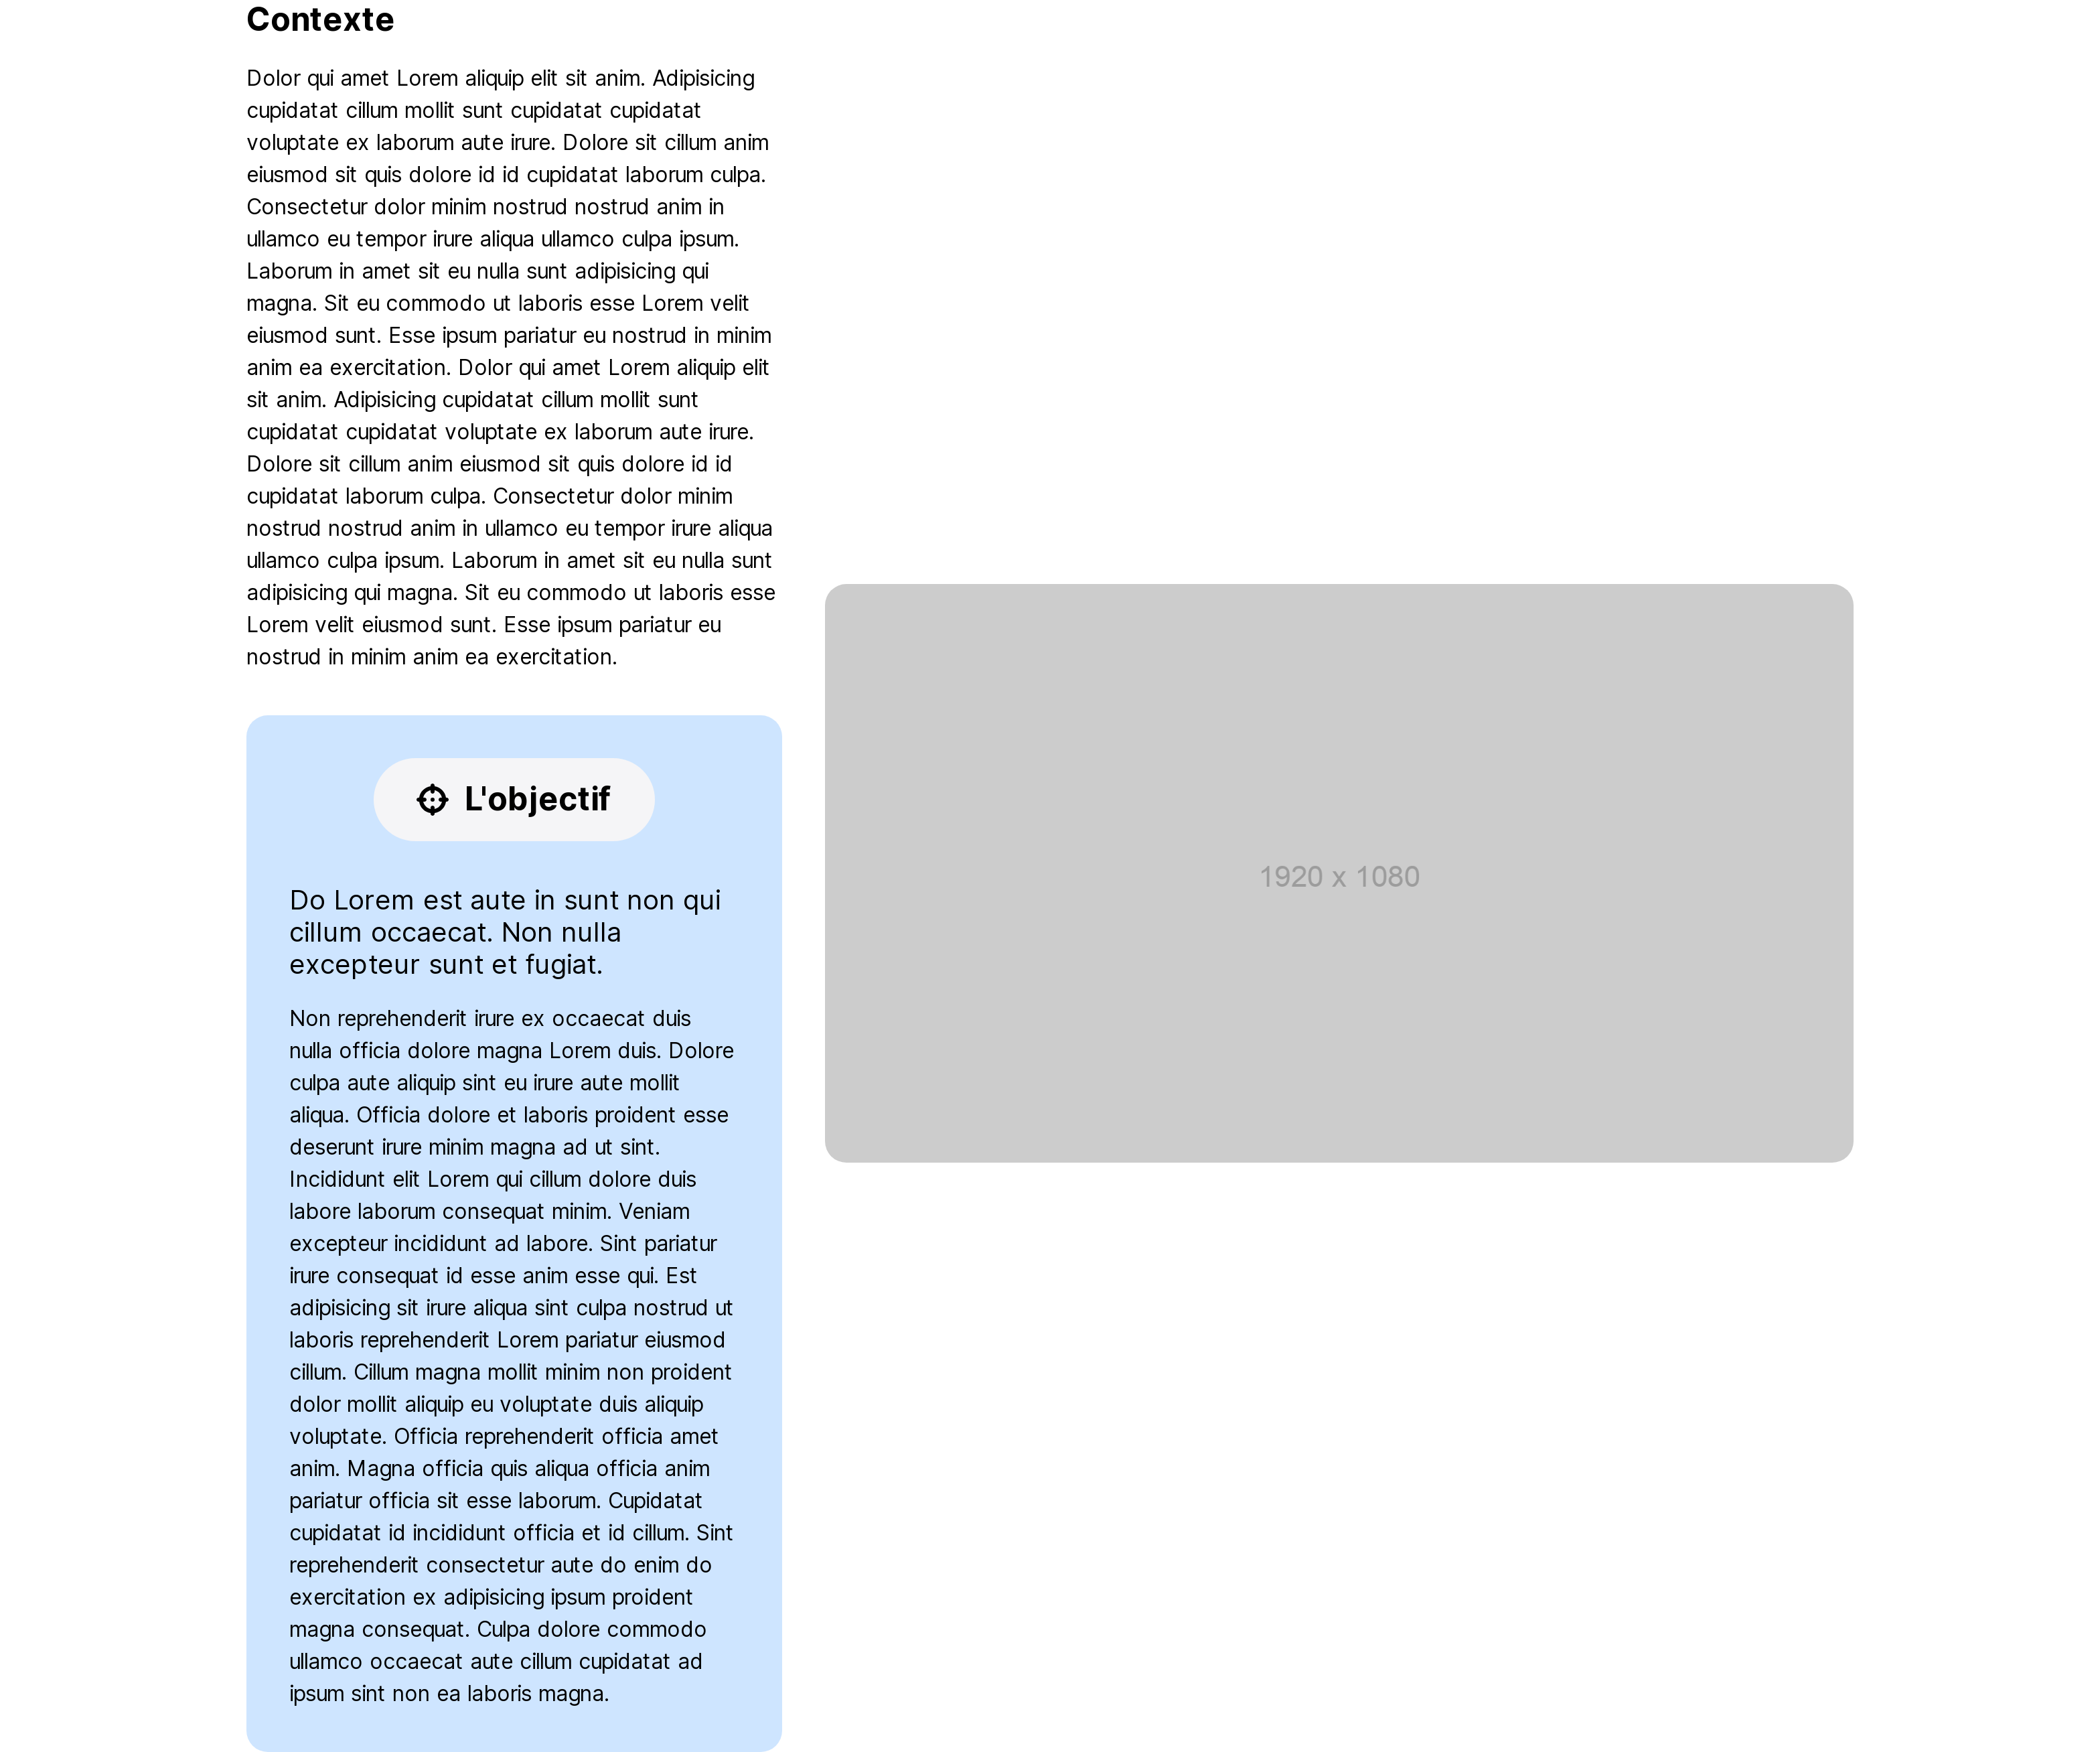 Contexte
Dolor qui amet Lorem aliquip elit sit anim. Adipisicing
cupidatat cillum mollit sunt cupidatat cupidatat
voluptate ex laborum aute irure. Dolore sit cillum anim
eiusmod sit quis dolore id id cupidatat laborum culpa.
Consectetur dolor minim nostrud nostrud anim in
ullamco eu tempor irure aliqua ullamco culpa ipsum.
Laborum in amet sit eu nulla sunt adipisicing qui
magna. Sit eu commodo ut laboris esse Lorem velit
eiusmod sunt. Esse ipsum pariatur eu nostrud in minim
anim ea exercitation. Dolor qui amet Lorem aliquip elit
sit anim. Adipisicing cupidatat cillum mollit sunt
cupidatat cupidatat voluptate ex laborum aute irure.
Dolore sit cillum anim eiusmod sit quis dolore id id
cupidatat laborum culpa. Consectetur dolor minim
nostrud nostrud anim in ullamco eu tempor irure aliqua
ullamco culpa ipsum. Laborum in amet sit eu nulla sunt
adipisicing qui magna. Sit eu commodo ut laboris esse
Lorem velit eiusmod sunt. Esse ipsum pariatur eu
nostrud in minim anim ea exercitation.
L'objectif
Do Lorem est aute in sunt non qui
cillum occaecat. Non nulla
excepteur sunt et fugiat.
Non reprehenderit irure ex occaecat duis
nulla officia dolore magna Lorem duis. Dolore
culpa aute aliquip sint eu irure aute mollit
aliqua. Officia dolore et laboris proident esse
deserunt irure minim magna ad ut sint.
Incididunt elit Lorem qui cillum dolore duis
labore laborum consequat minim. Veniam
excepteur incididunt ad labore. Sint pariatur
irure consequat id esse anim esse qui. Est
adipisicing sit irure aliqua sint culpa nostrud ut
laboris reprehenderit Lorem pariatur eiusmod
cillum. Cillum magna mollit minim non proident
dolor mollit aliquip eu voluptate duis aliquip
voluptate. Officia reprehenderit officia amet
anim. Magna officia quis aliqua officia anim
pariatur officia sit esse laborum. Cupidatat
cupidatat id incididunt officia et id cillum. Sint
reprehenderit consectetur aute do enim do
exercitation ex adipisicing ipsum proident
magna consequat. Culpa dolore commodo
ullamco occaecat aute cillum cupidatat ad
ipsum sint non ea laboris magna.
1920 x 1080